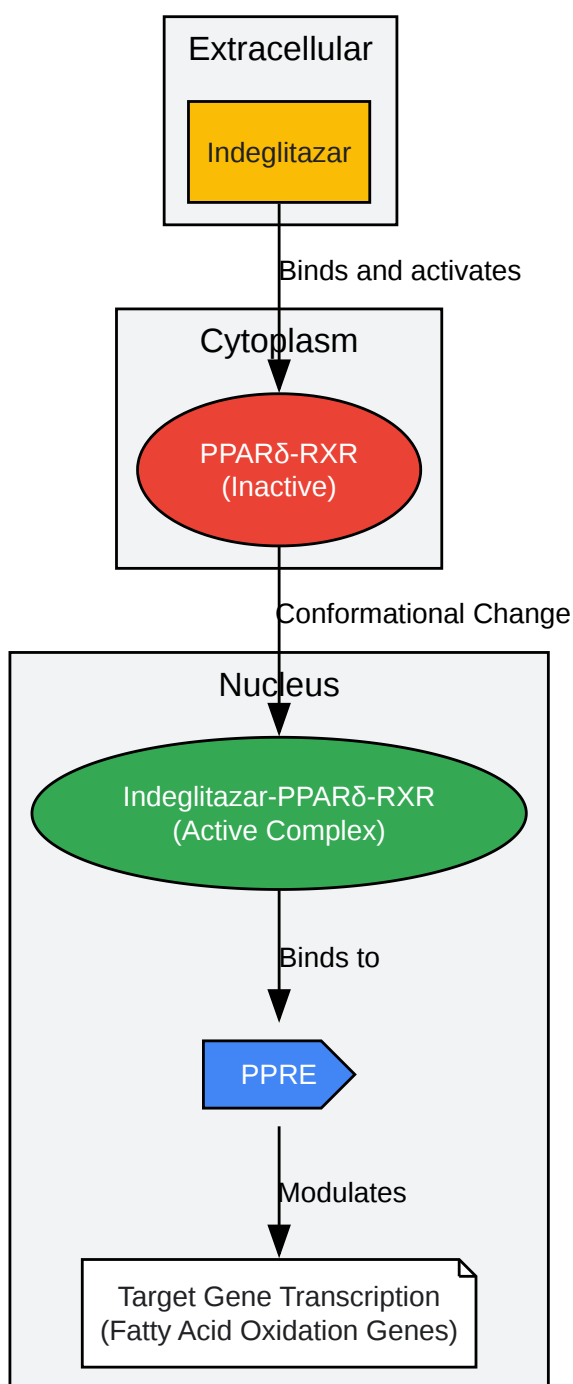 Extracellular
Indeglitazar
Binds and activates
Cytoplasm
PPARδ-RXR
(Inactive)
Conformational Change
Nucleus
Indeglitazar-PPARδ-RXR
(Active Complex)
Binds to
PPRE
Modulates
Target Gene Transcription
(Fatty Acid Oxidation Genes)